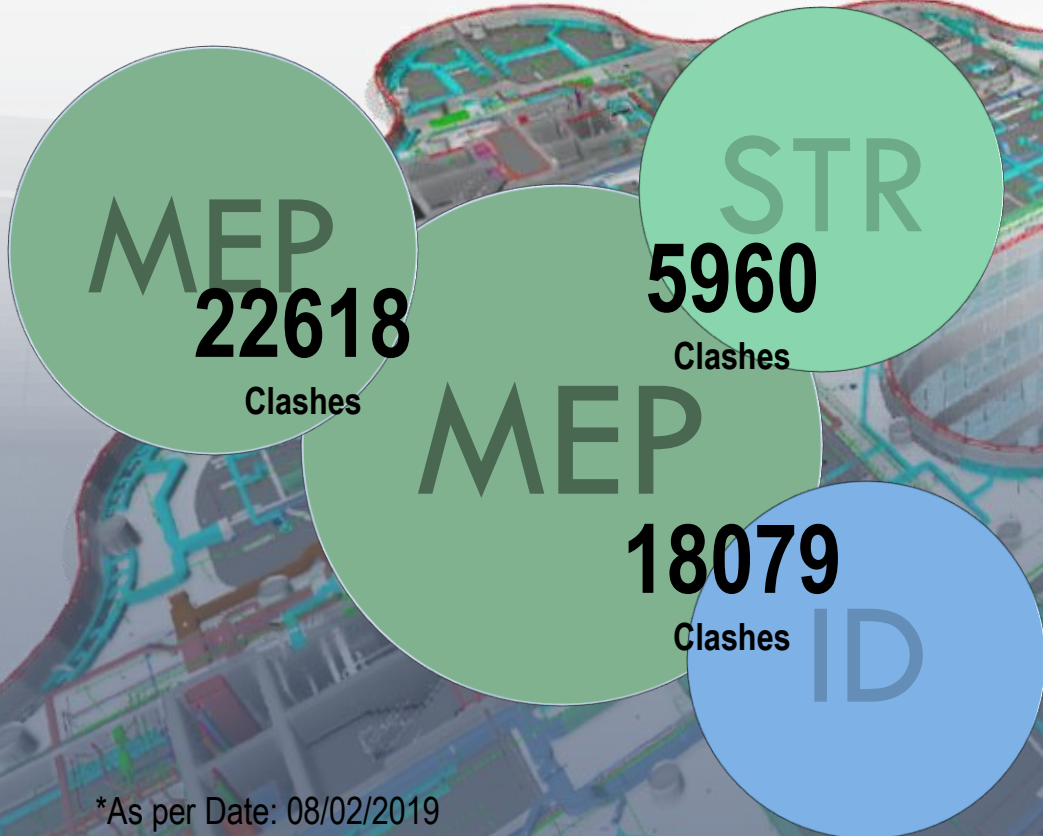 MEP
22618
Clashes
STR
5960
Clashes
MEP
18079
Clashes
ID
*As per Date: 08/02/2019